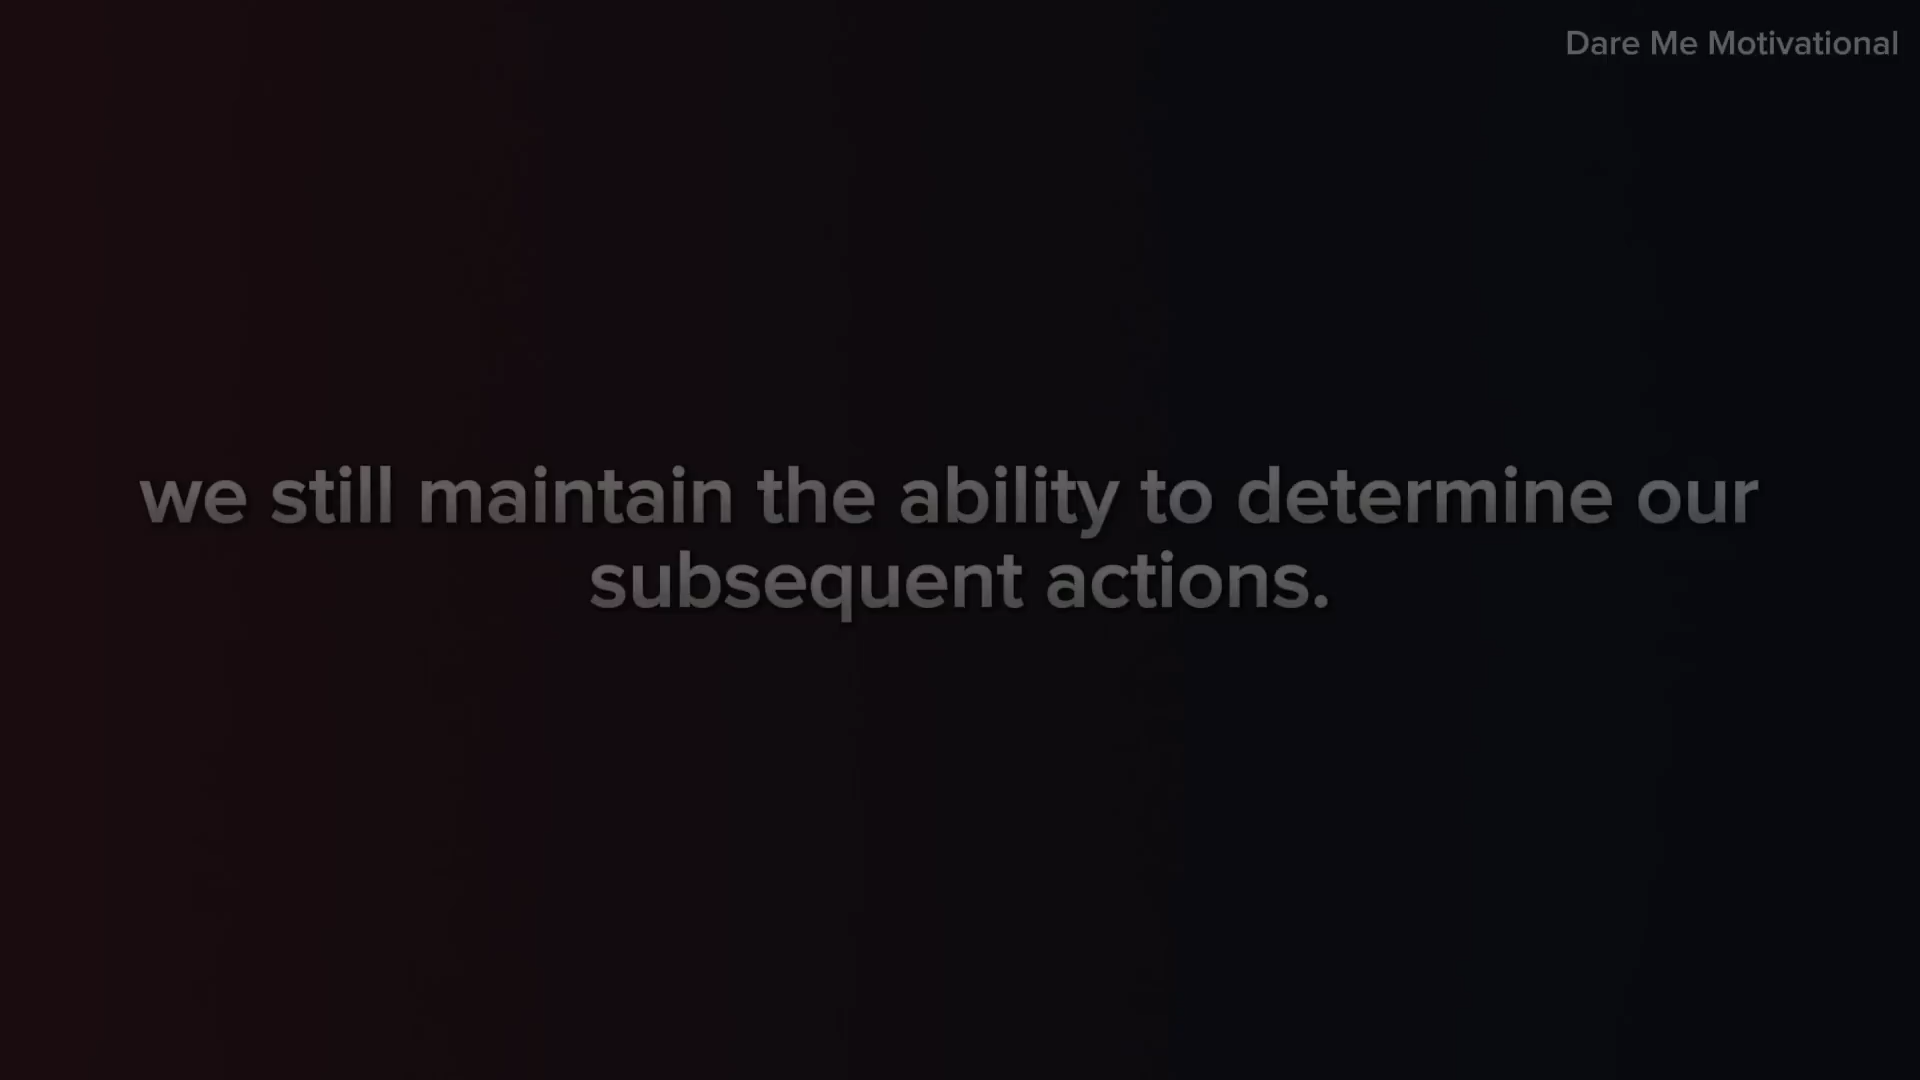 Dare Me Motivational
we still maintain the ability to determine our
subsequent actions.